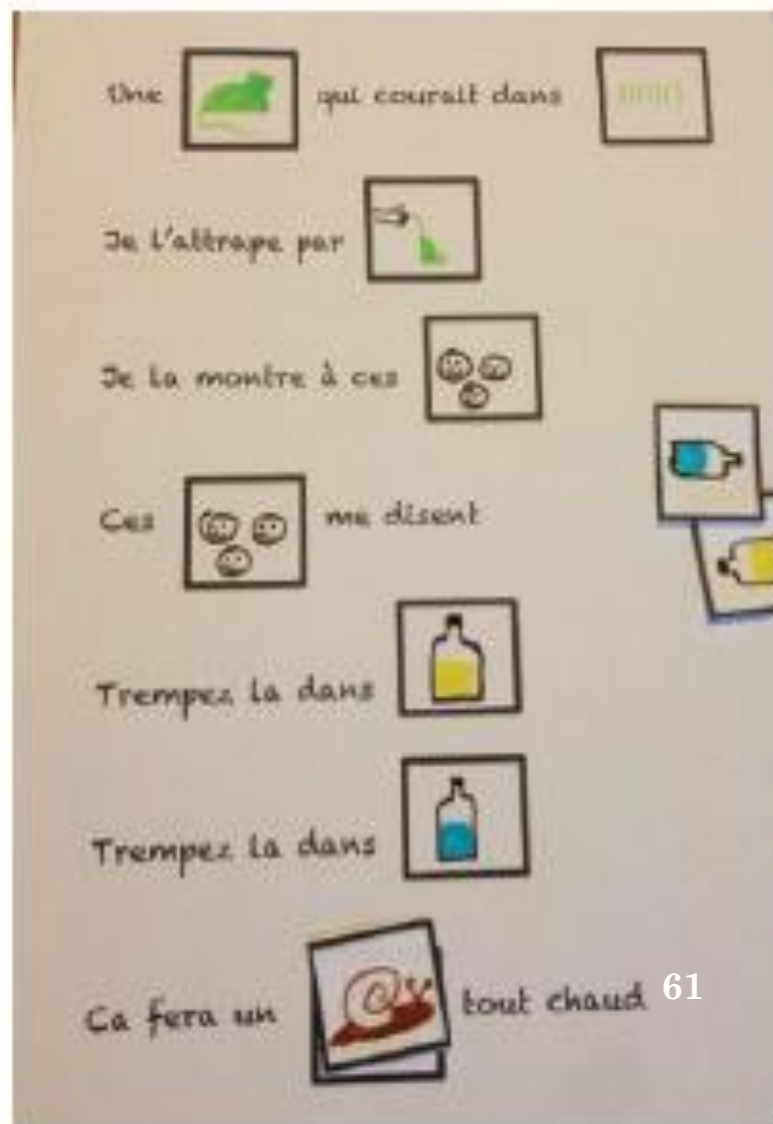 Une qui courait dans
Je l'attrape par
Je la montre à ces
Ces me disent
Trempez la dans
Trempez la dans
Ca fera un tout chaud 61